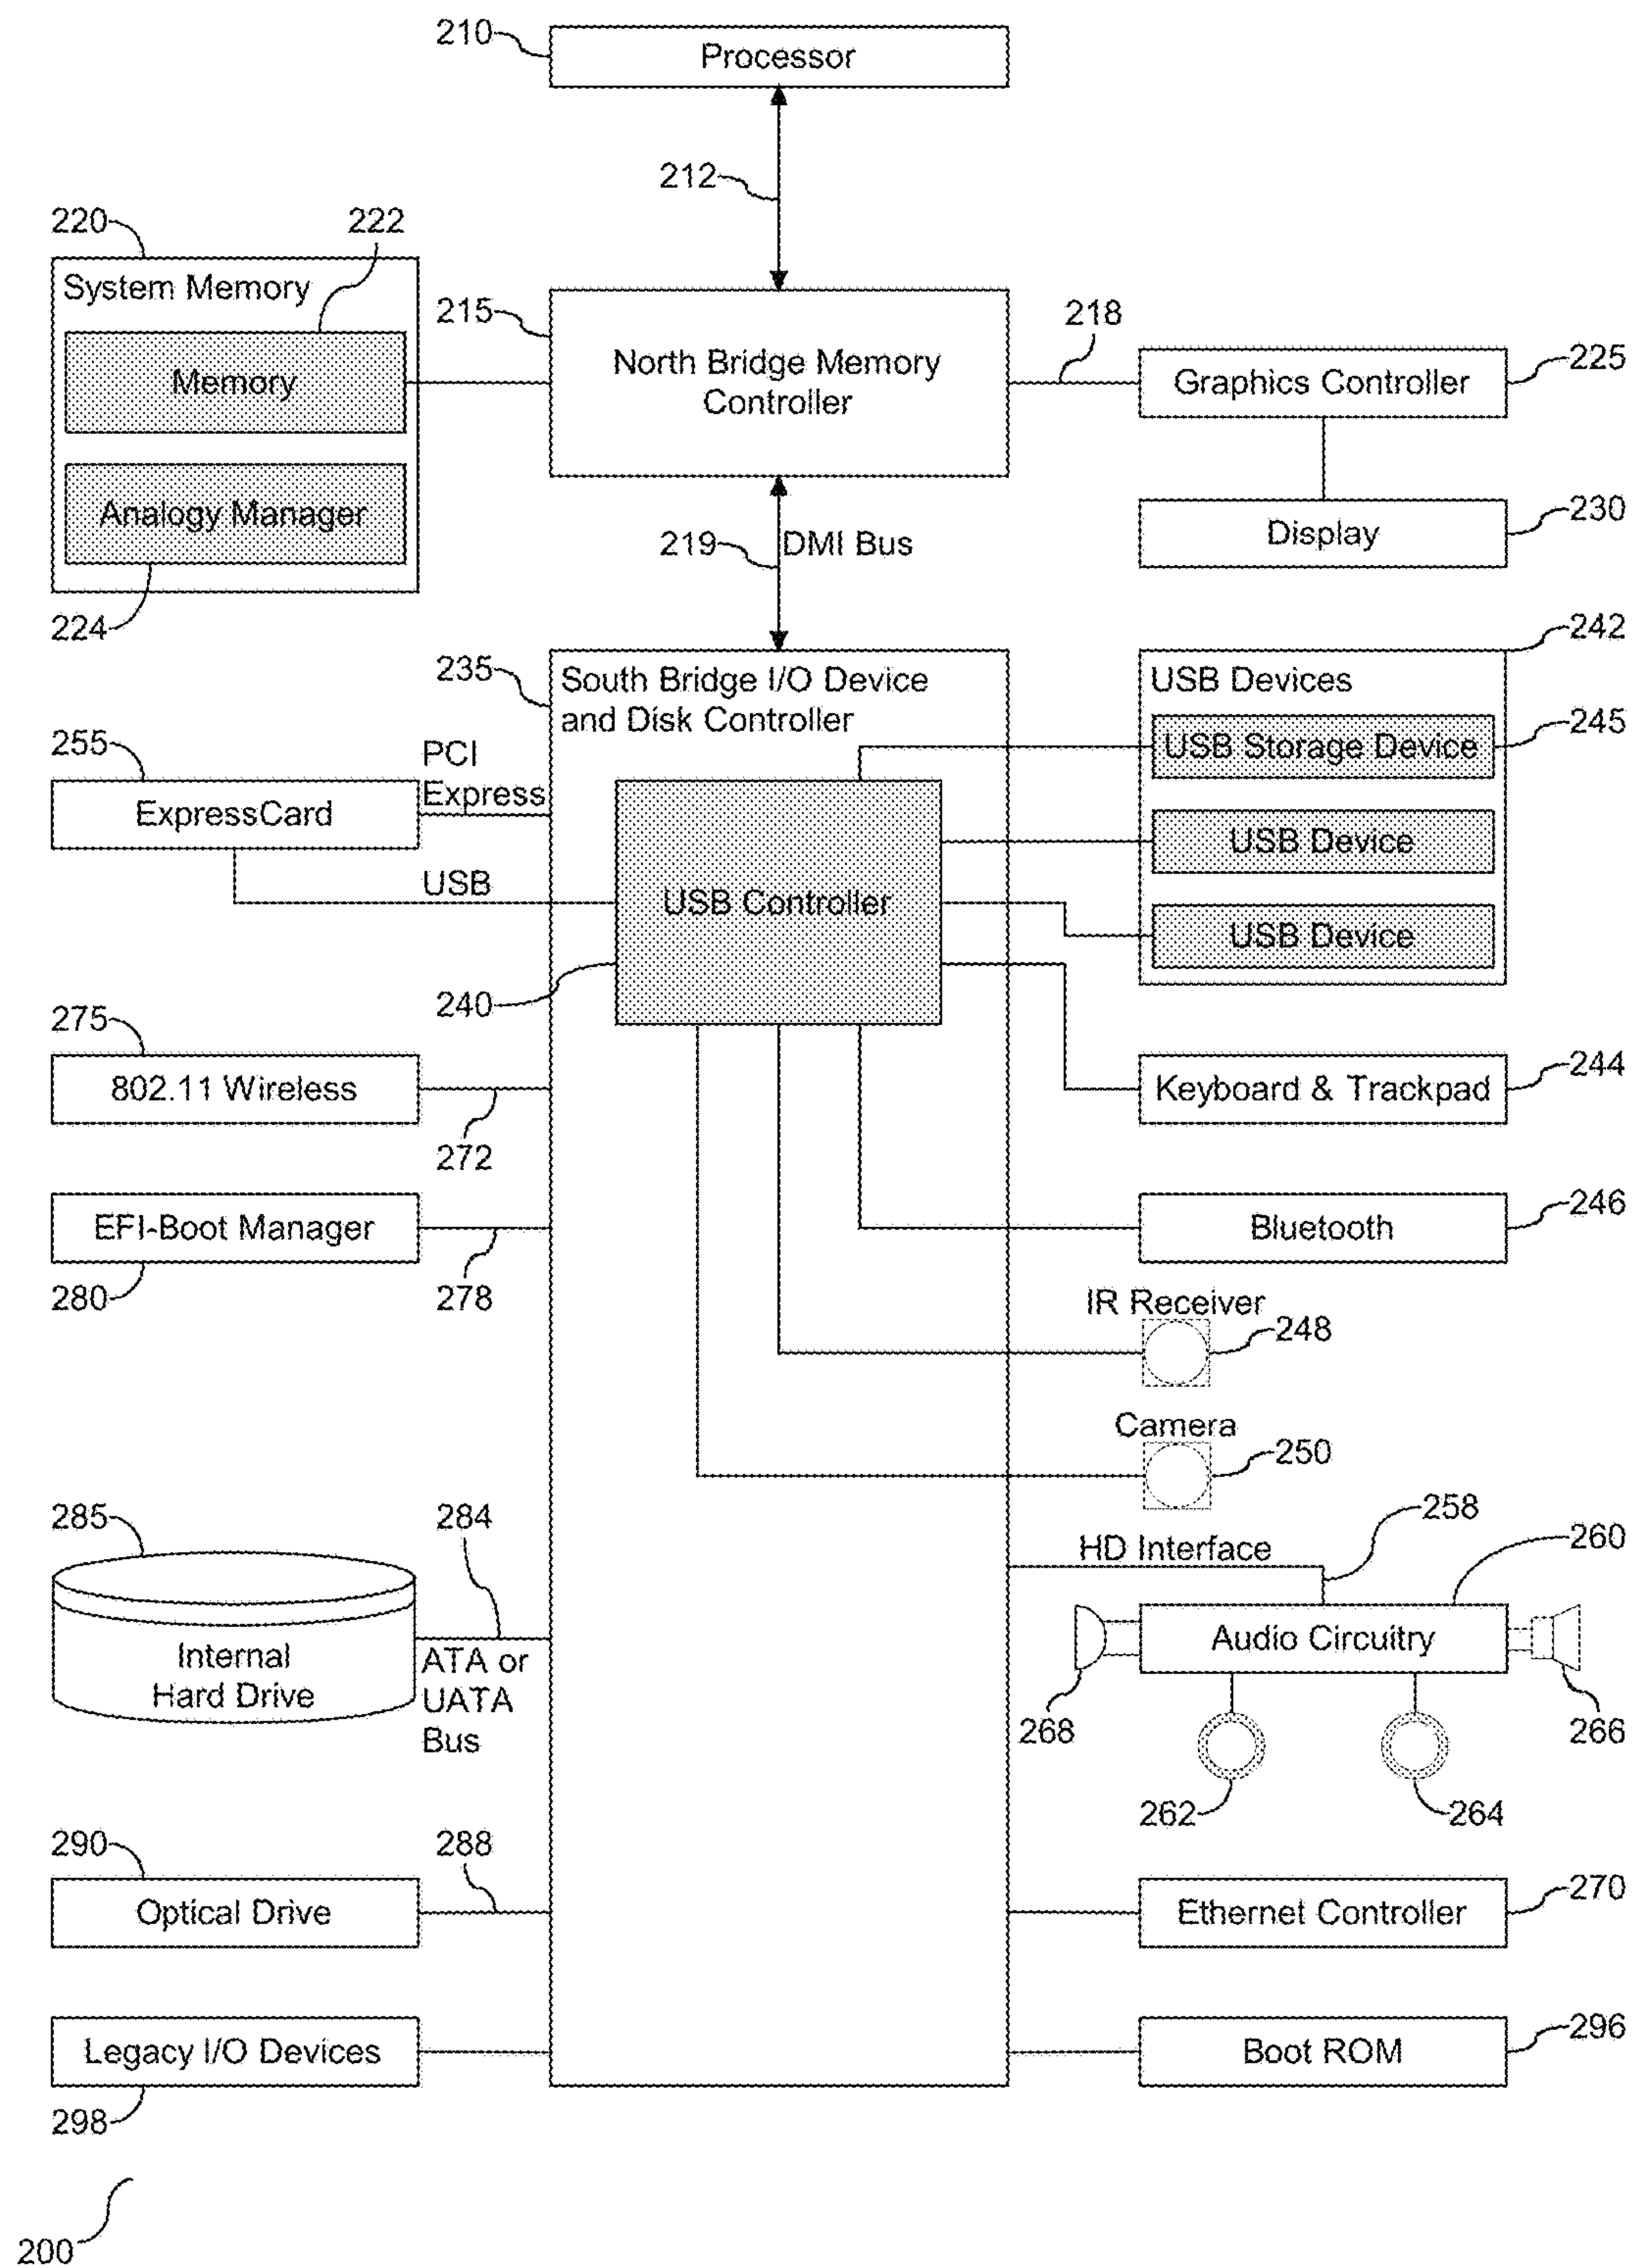 210
Processor
212
220
222
System Memory
Memory
Analogy Manager
224
215
North Bridge Memory
Controller
218
Graphics Controller
225
Display
230
219
DMI Bus
235
South Bridge I/O Device
and Disk Controller
242
USB Devices
USB Storage Device
245
USB Device
USB Device
255
ExpressCard
PCI
Express
USB
USB Controller
240
275
802.11 Wireless
272
Keyboard & Trackpad
244
EFI-Boot Manager
280
278
Bluetooth
246
IR Receiver
248
Camera
250
285
Internal
Hard Drive
284
ATA or
UATA
Bus
HD Interface
258
260
Audio Circuitry
268
266
262
264
290
Optical Drive
288
Ethernet Controller
270
Legacy I/O Devices
298
Boot ROM
296
200